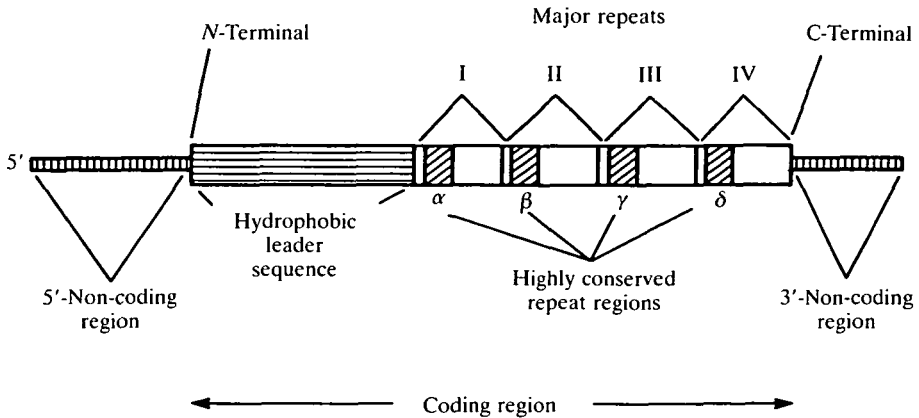 Major repeats
N-Terminal
C-Terminal
I II III IV
5′
α β γ δ
Hydrophobic
leader
sequence
Highly conserved
repeat regions
5′-Non-coding
region
3′-Non-coding
region
Coding region